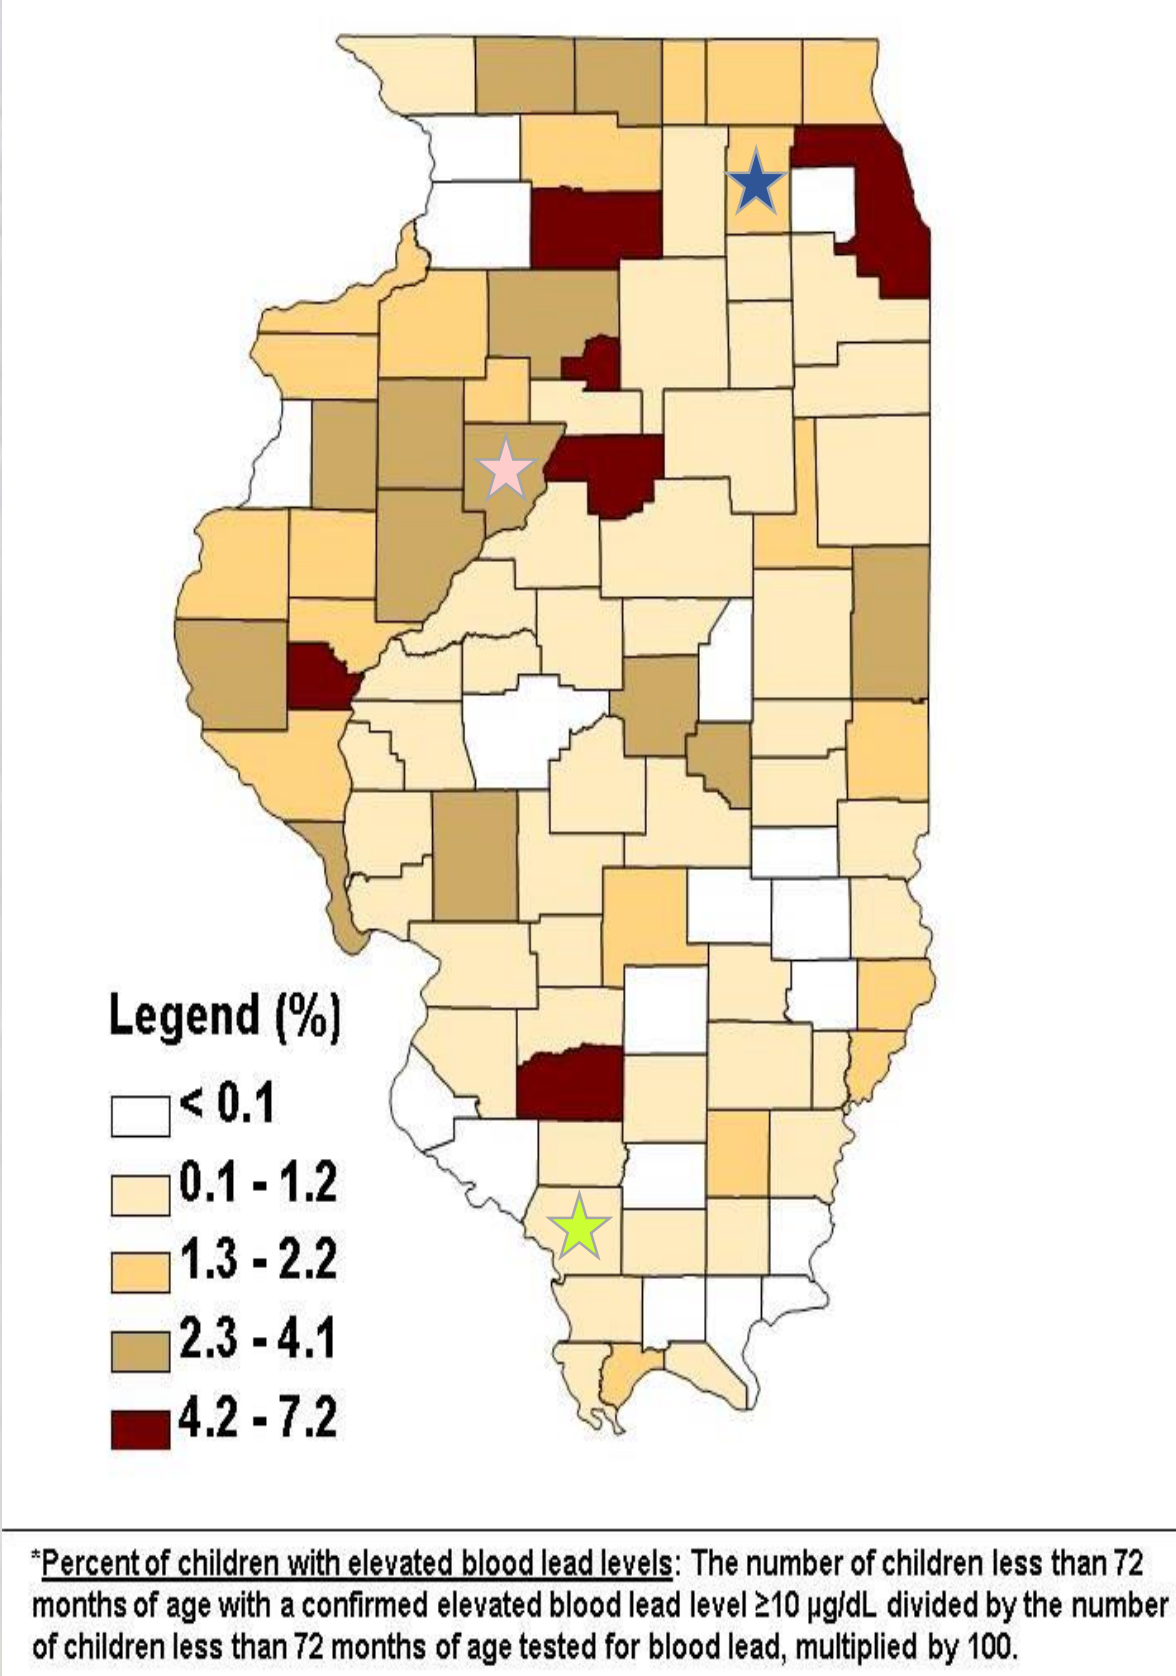 Legend (%)
< 0.1
0.1 - 1.2
1.3 - 2.2
2.3 - 4.1
4.2 - 7.2
*Percent of children with elevated blood lead levels: The number of children less than 72
months of age with a confirmed elevated blood lead level ≥10 µg/dL divided by the number
of children less than 72 months of age tested for blood lead, multiplied by 100.